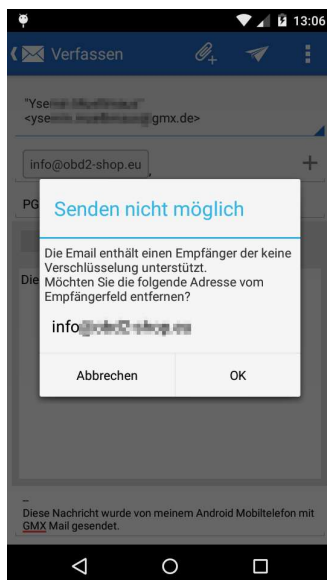 13:06
Verfassen
"Yse
<yse gmx.de>
info@obd2-shop.eu
PG
Senden nicht möglich
Die Email enthält einen Empfänger der keine
Verschlüsselung unterstützt.
Möchten Sie die folgende Adresse vom
Empfängerfeld entfernen?
Die
info
Abbrechen OK
–
Diese Nachricht wurde von meinem Android Mobiltelefon mit
GMX Mail gesendet.